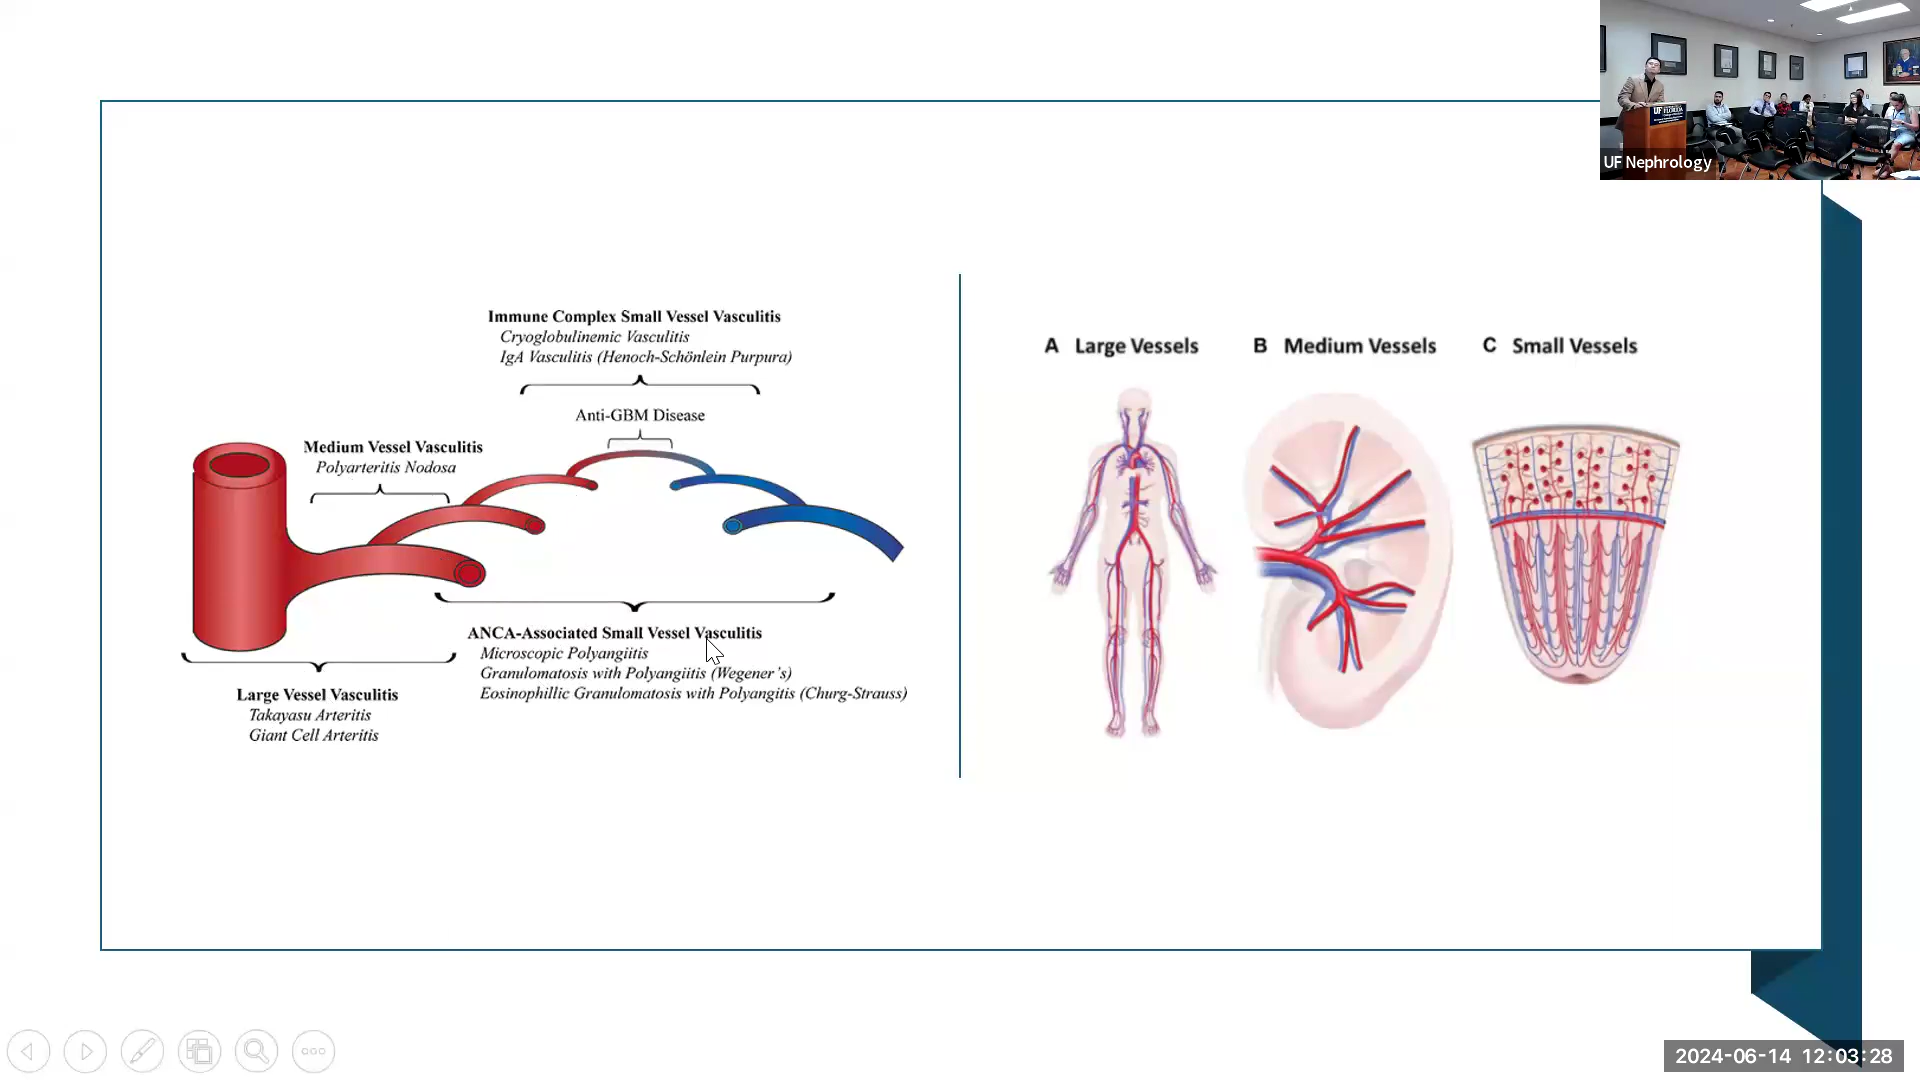 Immune Complex Small Vessel Vasculitis
Cryoglobulinemic Vasculitis
IgA Vasculitis (Henoch-Schönlein Purpura)
Anti-GBM Disease
Medium Vessel Vasculitis
Polyarteritis Nodosa
ANCA-Associated Small Vessel Vasculitis
Microscopic Polyangiitis
Granulomatosis with Polyangiitis (Wegener's)
Eosinophillic Granulomatosis with Polyangitis (Churg-Strauss)
Large Vessel Vasculitis
Takayasu Arteritis
Giant Cell Arteritis
A Large Vessels
B Medium Vessels
C Small Vessels
UF
FLORIDA
UF Nephrology
2024-06-14 12:03:28